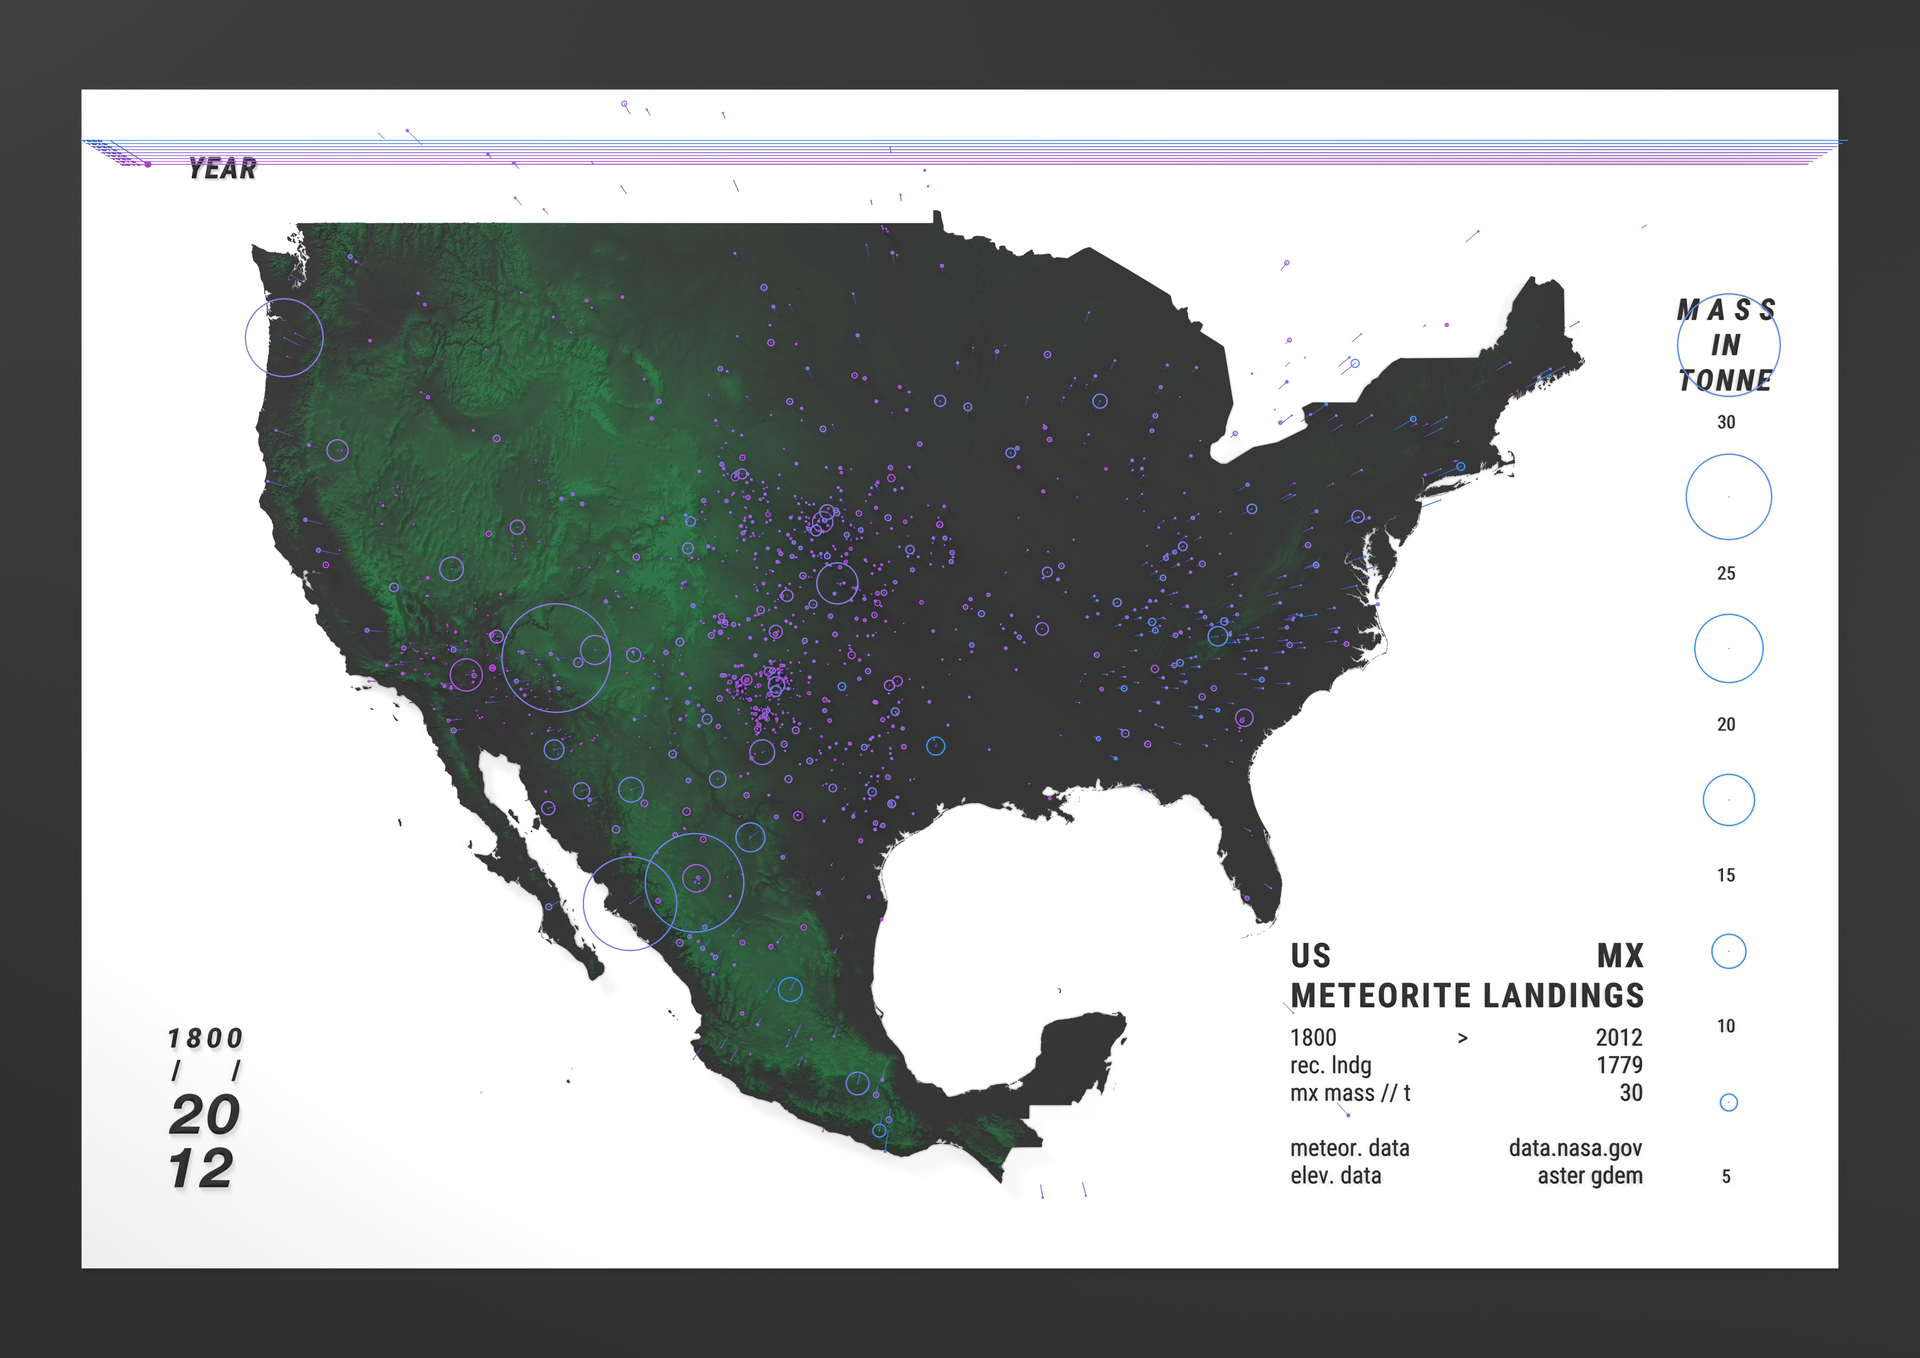 YEAR
MASS
IN
TONNE
30
25
20
15
10
5
US MX
METEORITE LANDINGS
1800 > 2012
rec. lndg 1779
mx mass // t 30
meteor. data data.nasa.gov
elev. data aster gdem
1800
/ /
20
12